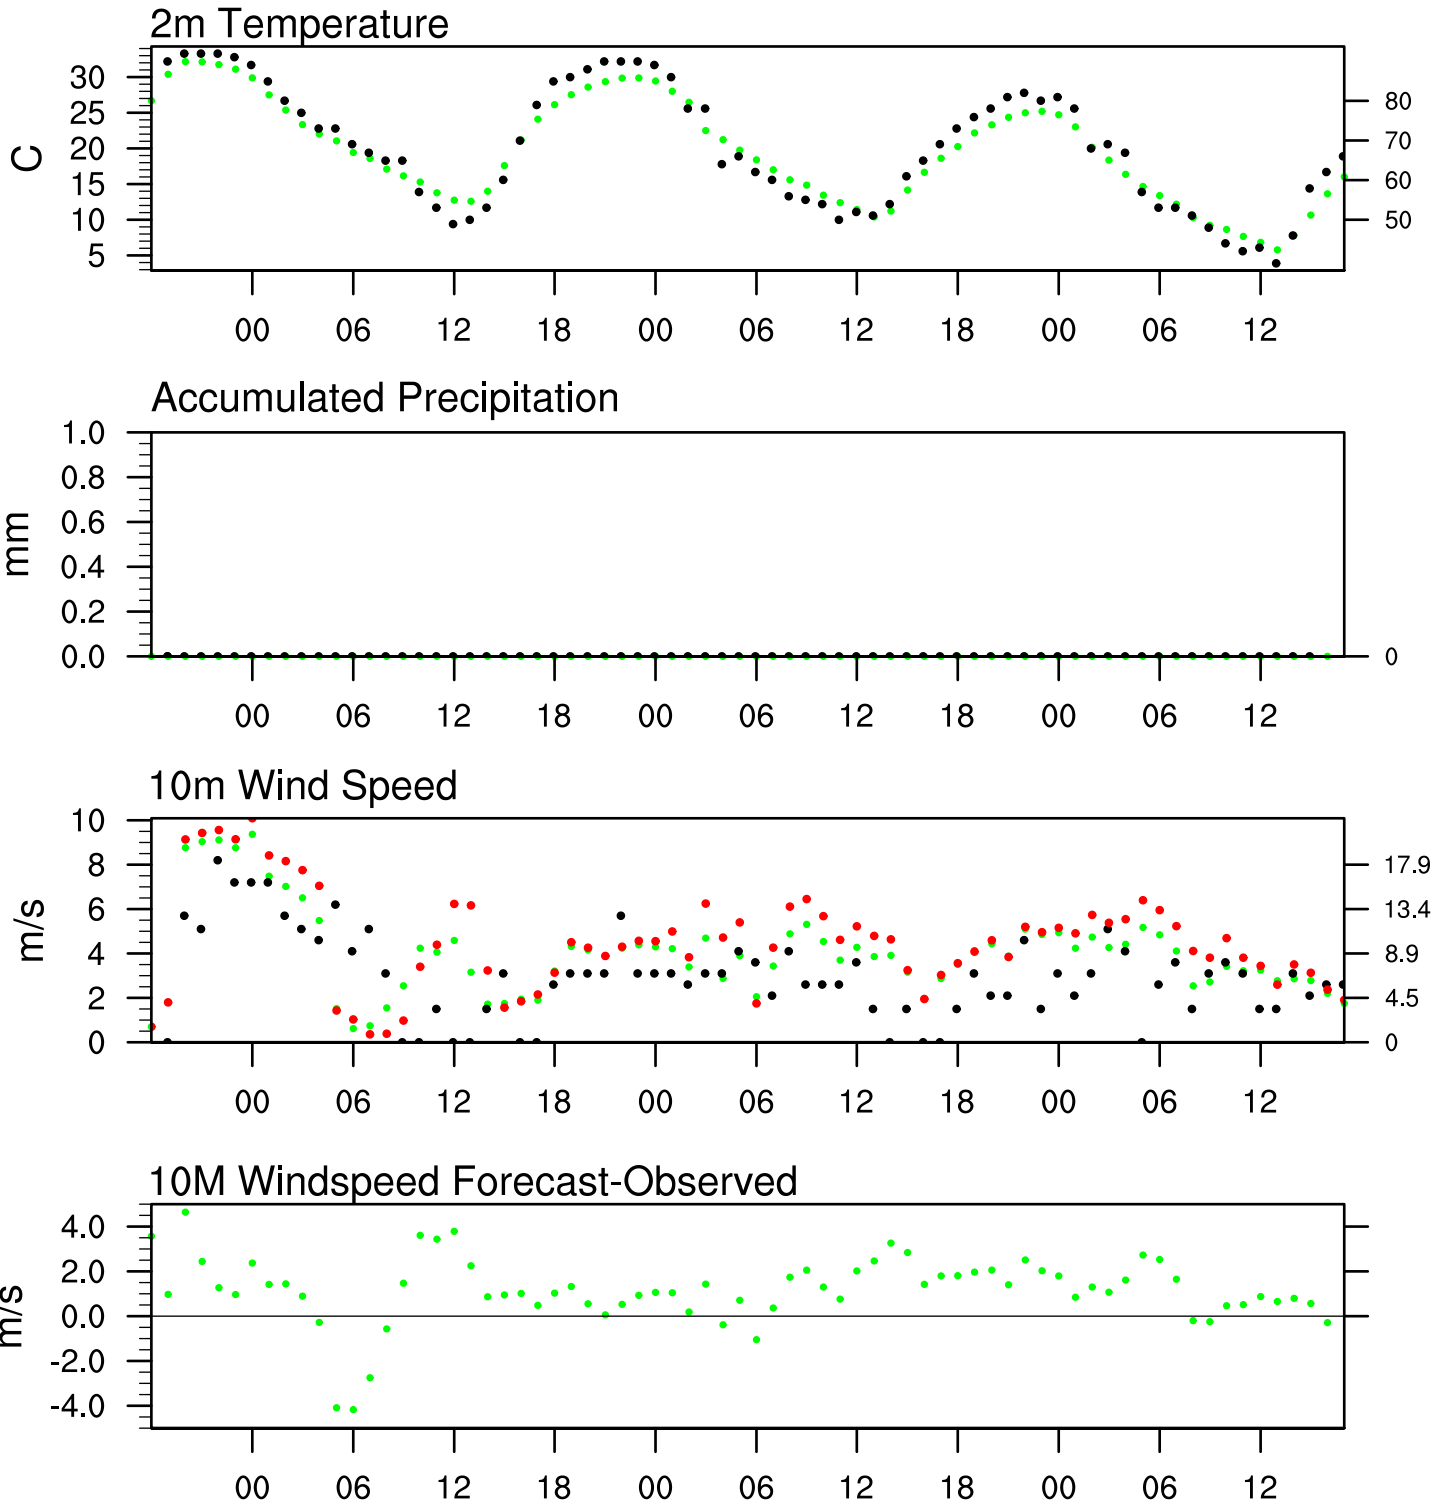 2m Temperature
C
30
25
20
15
10
5
80
70
60
50
00 06 12 18 00 06 12 18 00 06 12
Accumulated Precipitation
mm
1.0
0.8
0.6
0.4
0.2
0.0
0
00 06 12 18 00 06 12 18 00 06 12
10m Wind Speed
m/s
10
8
6
4
2
0
17.9
13.4
8.9
4.5
0
00 06 12 18 00 06 12 18 00 06 12
10M Windspeed Forecast-Observed
m/s
4.0
2.0
0.0
-2.0
-4.0
00 06 12 18 00 06 12 18 00 06 12